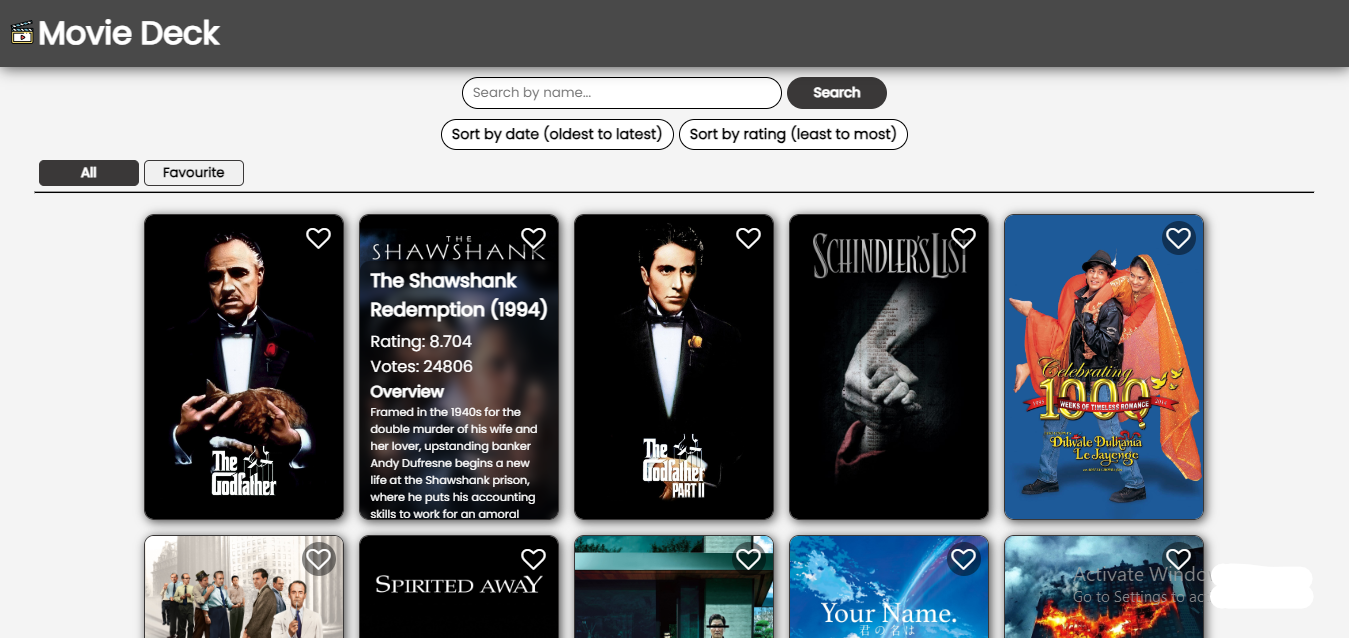 Movie Deck
Search by name...
Search
Sort by date (oldest to latest)
Sort by rating (least to most)
All
Favourite
The
Godfather
THE
SHAWSHANK
The Shawshank
Redemption (1994)
Rating: 8.704
Votes: 24806
Overview
Framed in the 1940s for the
double murder of his wife and
her lover, upstanding banker
Andy Dufresne begins a new
life at the Shawshank prison,
where he puts his accounting
skills to work for an amoral
The
Godfather
PART II
SCHINDLER'S LIST
Celebrating
1000
WEEKS OF TIMELESS ROMANCE
Dilwale Dulhania
Le Jayenge
SPIRITED AWAY
Your Name.
君の名は
Activate Windo
Go to Settings to ac